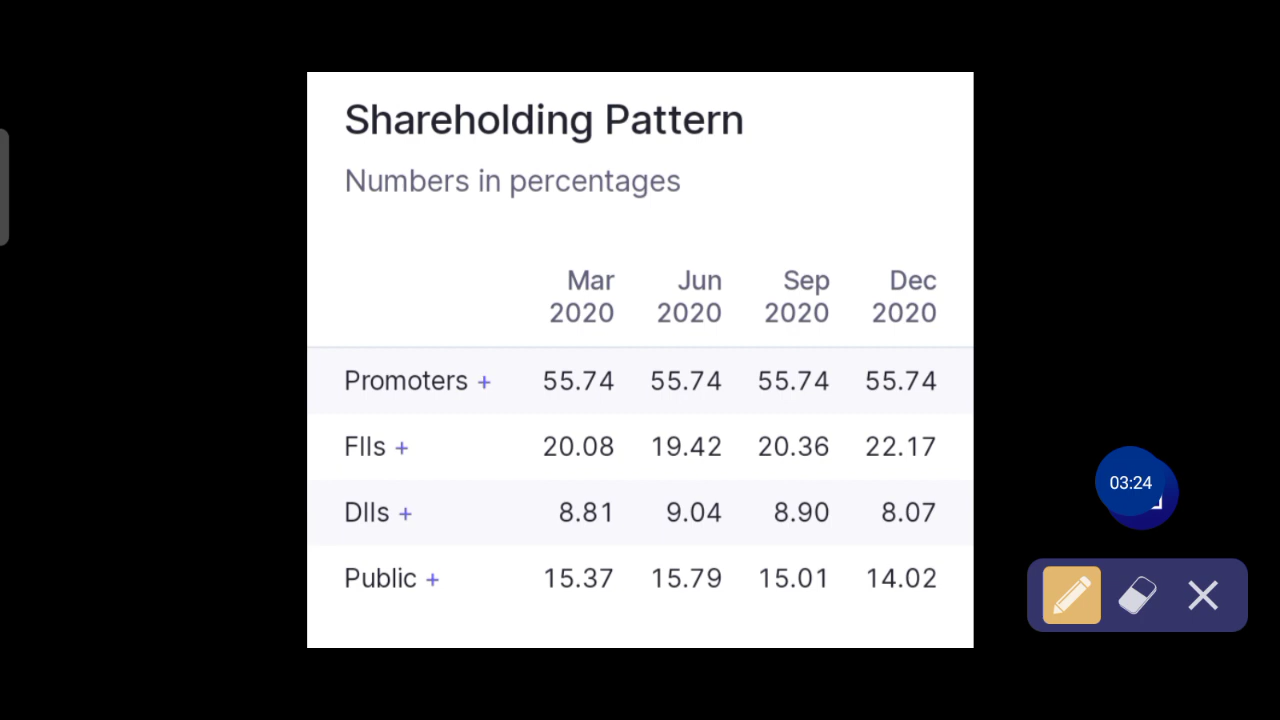 Shareholding Pattern
Numbers in percentages
Mar Jun Sep Dec
2020 2020 2020 2020
Promoters + 55.74 55.74 55.74 55.74
FIIs + 20.08 19.42 20.36 22.17
DIIs + 8.81 9.04 8.90 8.07
Public + 15.37 15.79 15.01 14.02
03:24